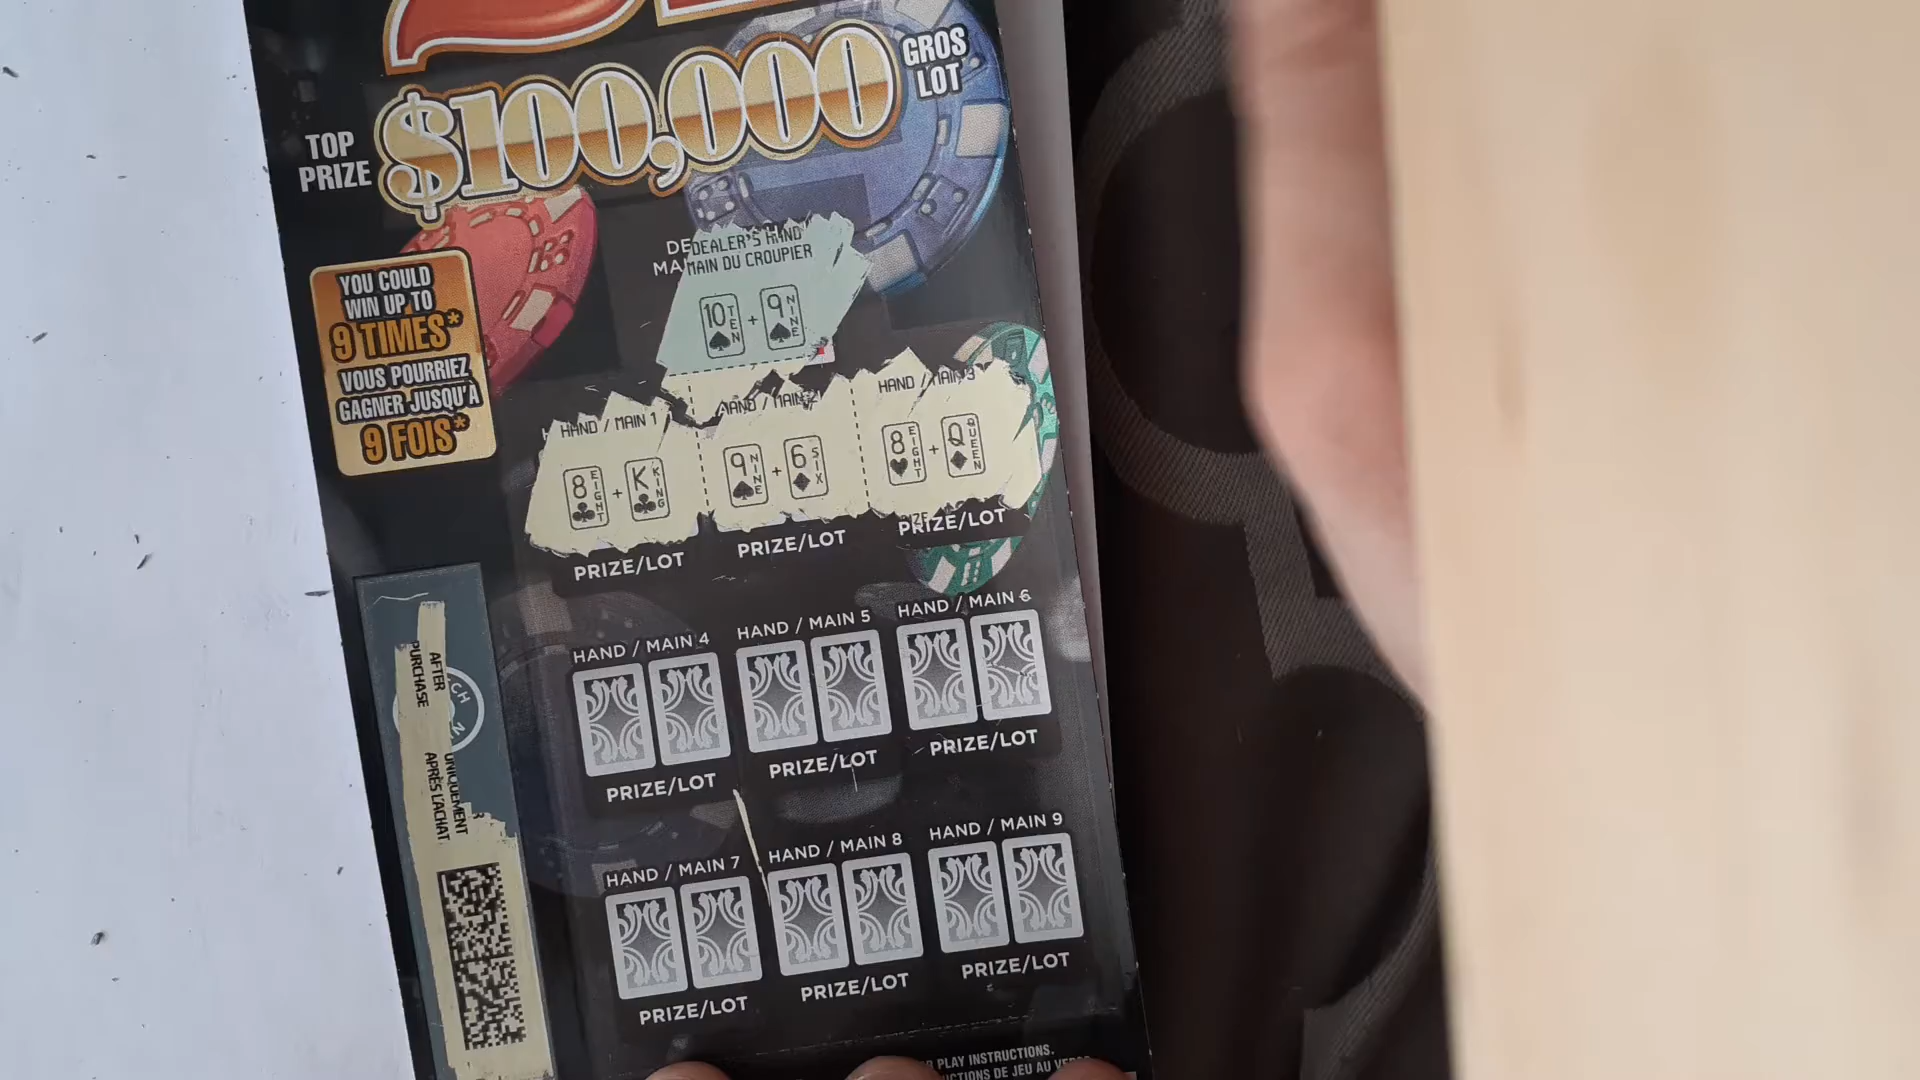 $100,000
TOP
PRIZE
GROS
LOT
YOU COULD
WIN UP TO
9 TIMES*
VOUS POURRIEZ
GAGNER JUSQU'À
9 FOIS*
DEALER'S HAND
MAIN DU CROUPIER
10 TEN + 9 NINE
HAND / MAIN 1
HAND / MAIN 2
HAND / MAIN 3
8 EIGHT + K KING
9 NINE + 6 SIX
8 EIGHT + Q QUEEN
PRIZE/LOT
PRIZE/LOT
PRIZE/LOT
HAND / MAIN 4
HAND / MAIN 5
HAND / MAIN 6
PRIZE/LOT
PRIZE/LOT
PRIZE/LOT
HAND / MAIN 7
HAND / MAIN 8
HAND / MAIN 9
PRIZE/LOT
PRIZE/LOT
PRIZE/LOT
AFTER
PURCHASE
UNIQUEMENT
APRÈS L'ACHAT
PLAY INSTRUCTIONS.
DE JEU AU